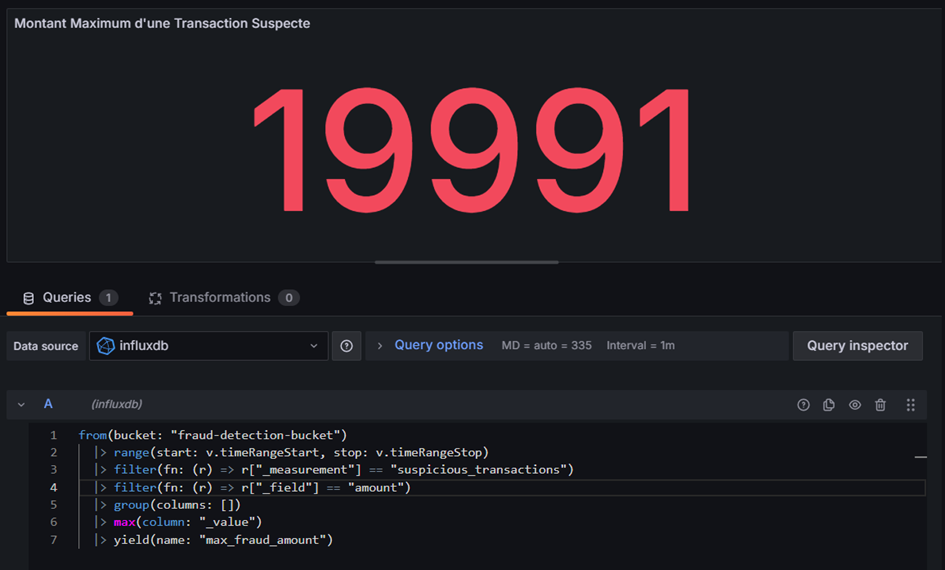 Montant Maximum d'une Transaction Suspecte
19991
Queries 1 Transformations 0
Data source influxdb Query options MD = auto = 335 Interval = 1m Query inspector
A (influxdb)
1 from(bucket: "fraud-detection-bucket")
2 |> range(start: v.timeRangeStart, stop: v.timeRangeStop)
3 |> filter(fn: (r) => r["_measurement"] == "suspicious_transactions")
4 |> filter(fn: (r) => r["_field"] == "amount")
5 |> group(columns: [])
6 |> max(column: "_value")
7 |> yield(name: "max_fraud_amount")